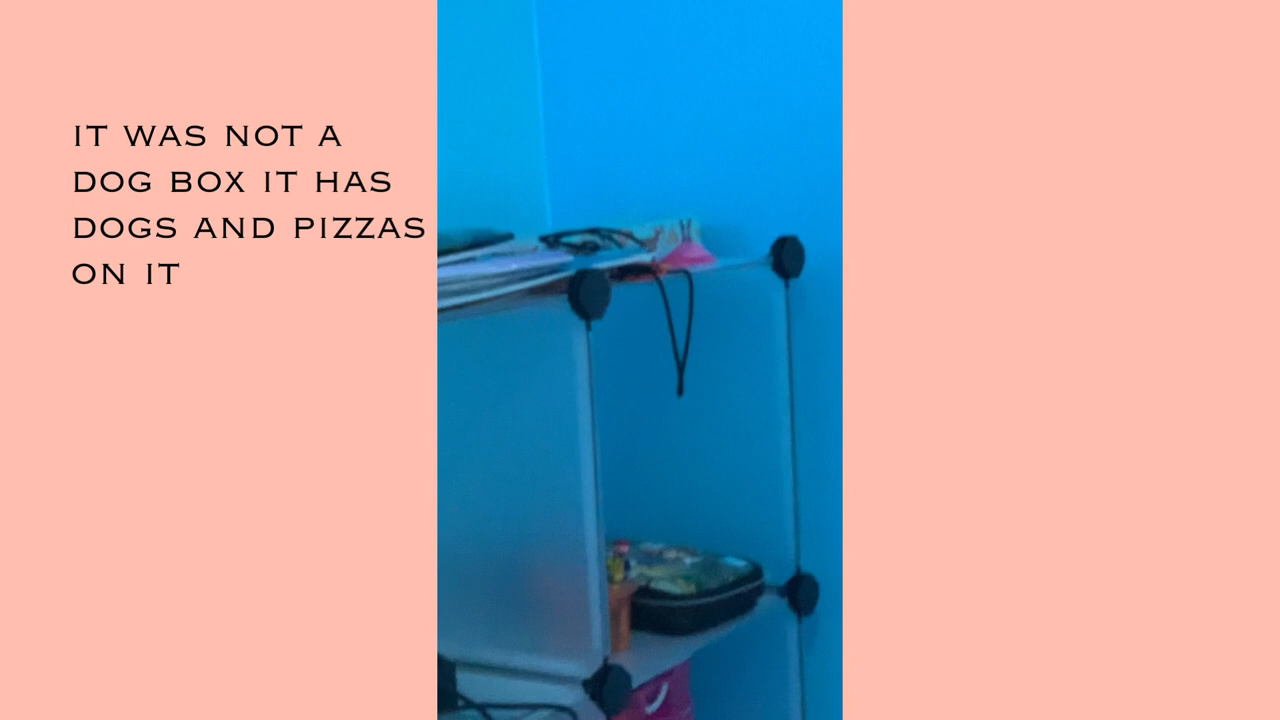 IT WAS NOT A
DOG BOX IT HAS
DOGS AND PIZZAS
ON IT